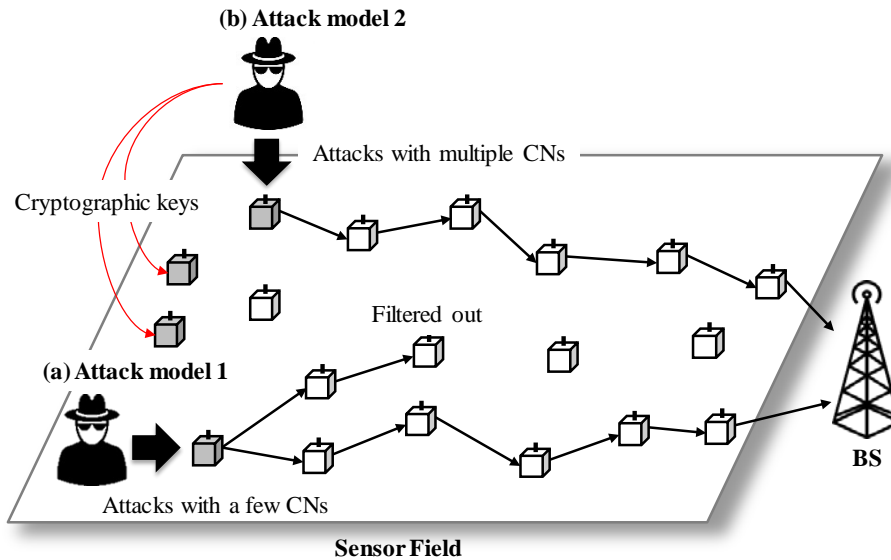 (b) Attack model 2
Attacks with multiple CNs
Cryptographic keys
Filtered out
(a) Attack model 1
Attacks with a few CNs
BS
Sensor Field